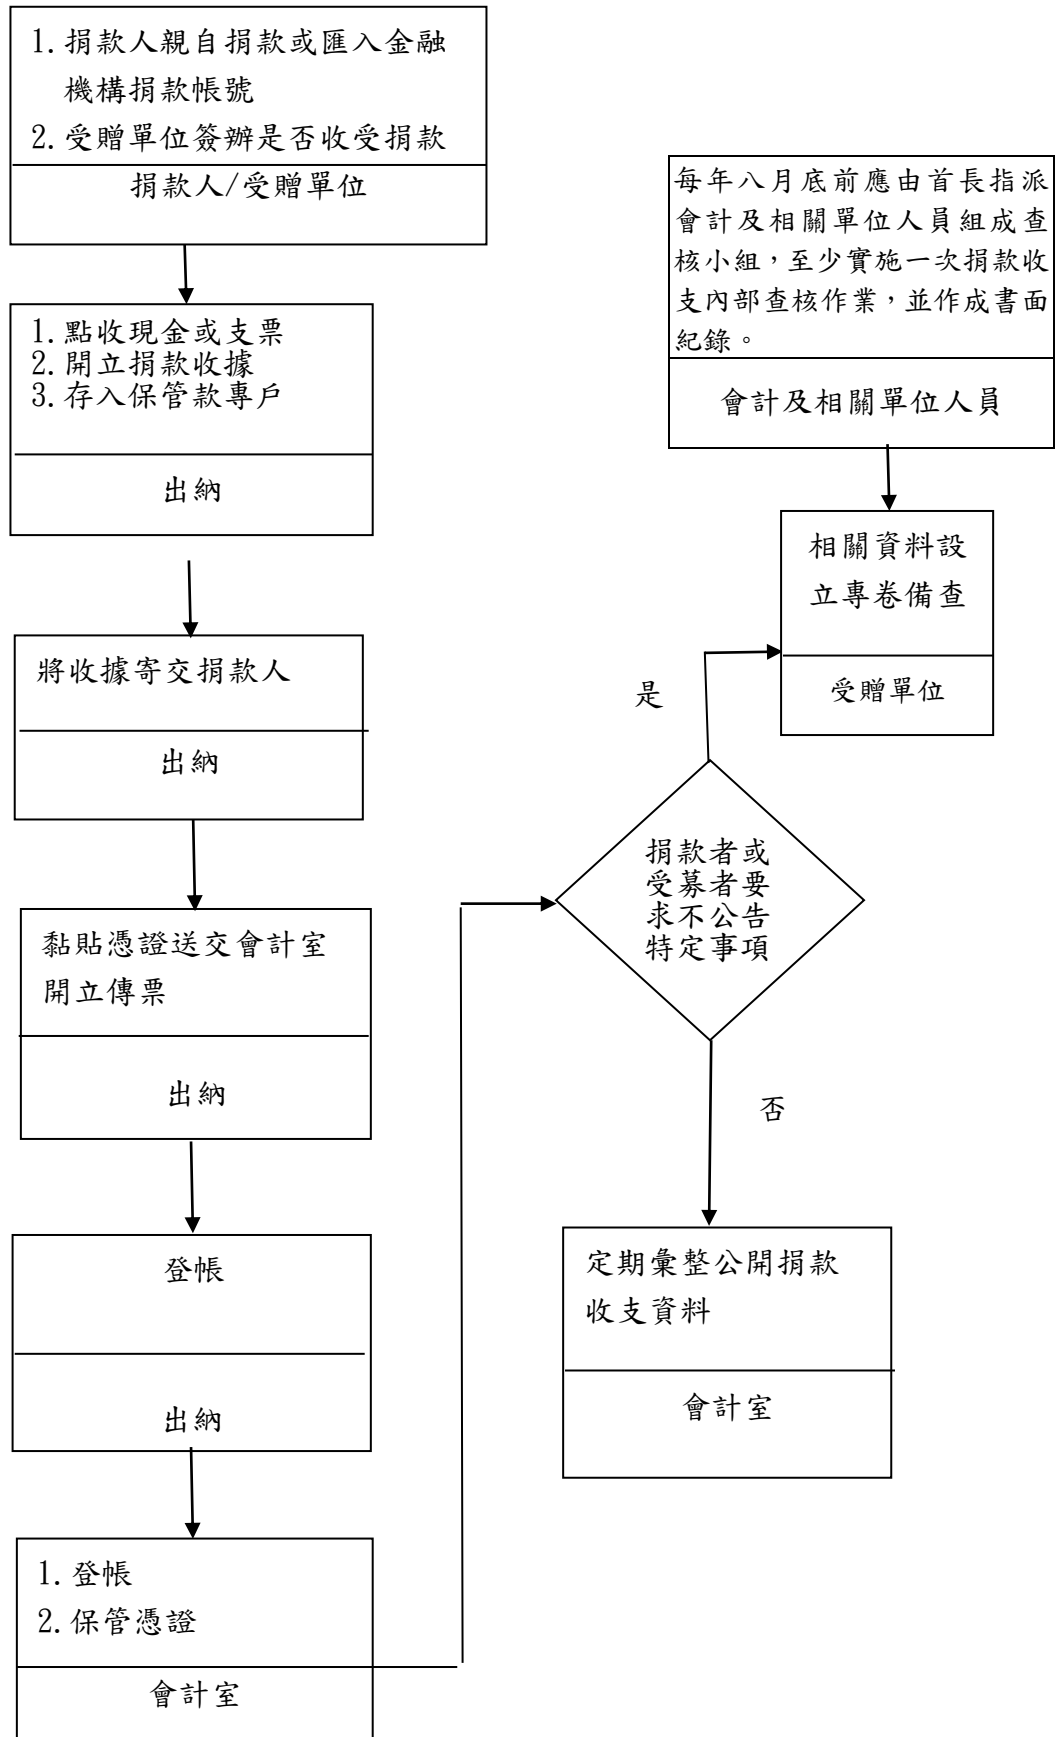 1. 捐款人親自捐款或匯入金融
機構捐款帳號
2. 受贈單位簽辦是否收受捐款
捐款人/受贈單位
1. 點收現金或支票
2. 開立捐款收據
3. 存入保管款專戶
出納
將收據寄交捐款人
出納
黏貼憑證送交會計室
開立傳票
出納
登帳
出納
1. 登帳
2. 保管憑證
會計室
每年八月底前應由首長指派
會計及相關單位人員組成查
核小組，至少實施一次捐款收
支內部查核作業，並作成書面
紀錄。
會計及相關單位人員
相關資料設
立專卷備查
受贈單位
是
捐款者或
受募者要
求不公告
特定事項
否
定期彙整公開捐款
收支資料
會計室